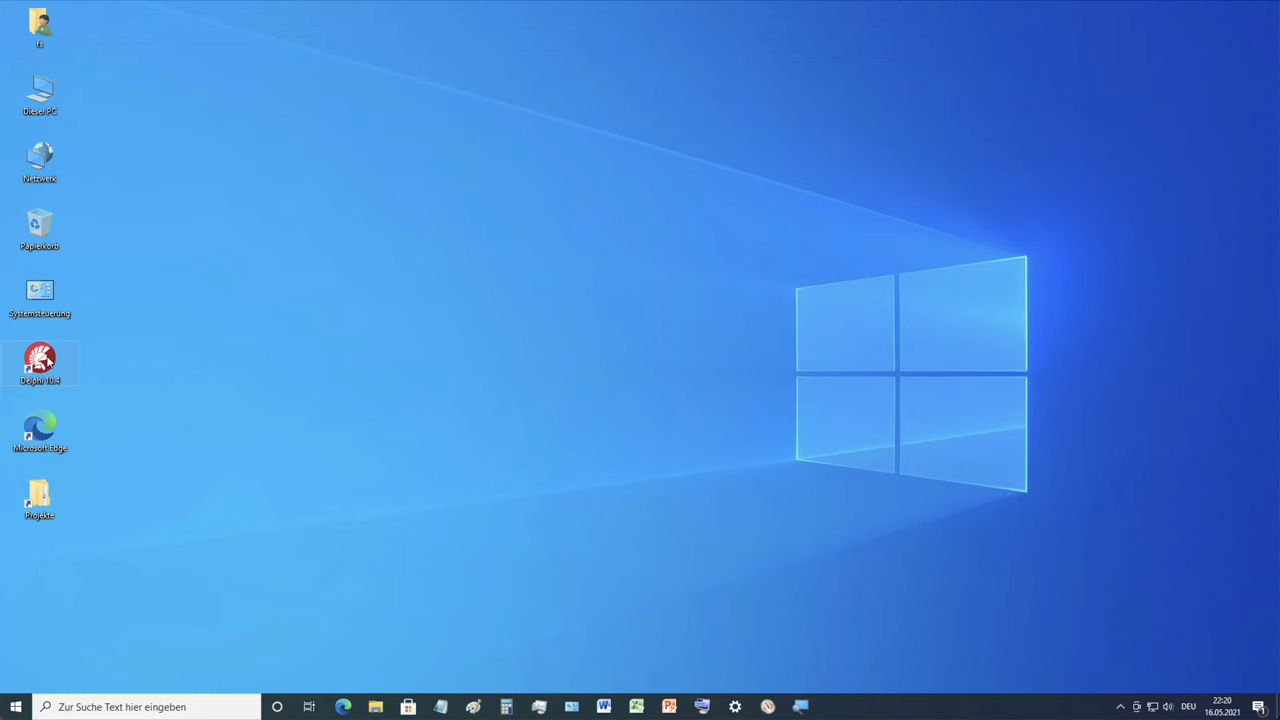 fs
Dieser PC
Netzwerk
Papierkorb
Systemsteuerung
Delphi 10.4
Microsoft Edge
Projekte
Zur Suche Text hier eingeben
DEU
22:20
16.05.2021